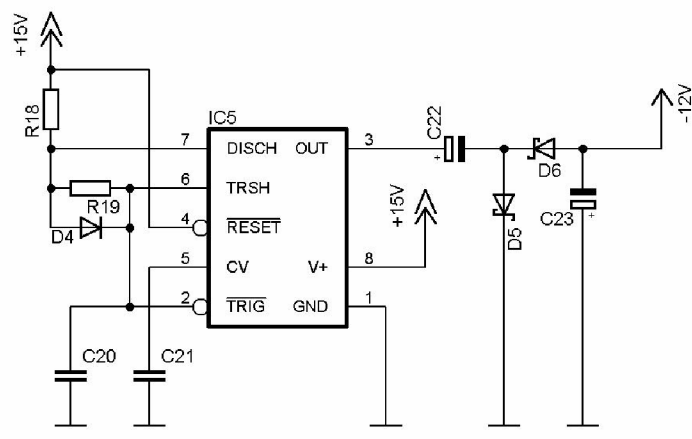 +15V
R18
IC5
7
DISCH
OUT
3
C22
+
D6
-12V
6
TRSH
R19
D4
4
RESET
+15V
D5
C23
+
5
CV
V+
8
2
TRIG
GND
1
C20
C21